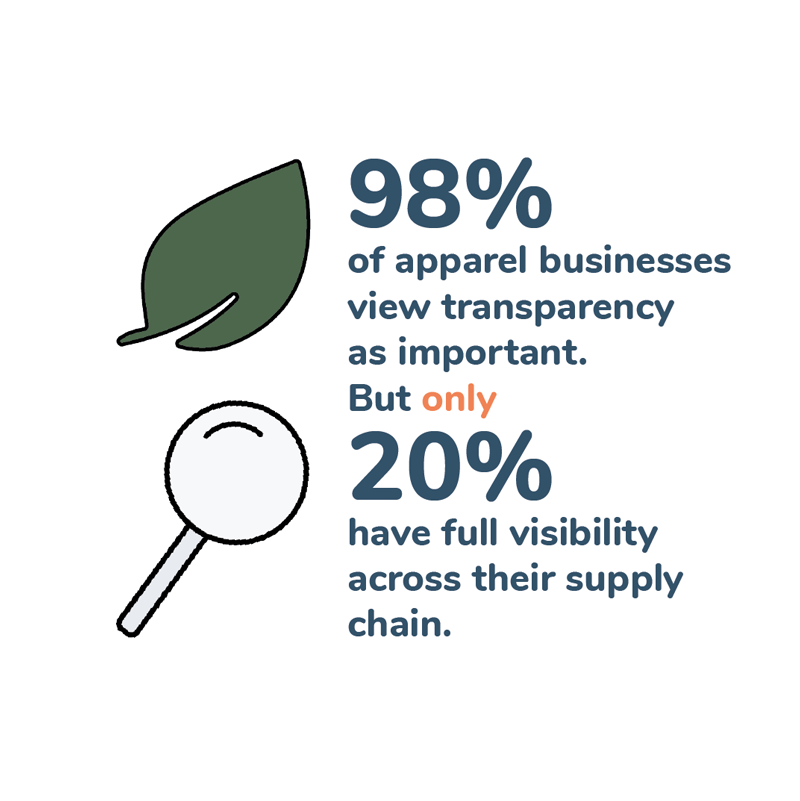 98%
of apparel businesses
view transparency
as important.
But only
20%
have full visibility
across their supply
chain.